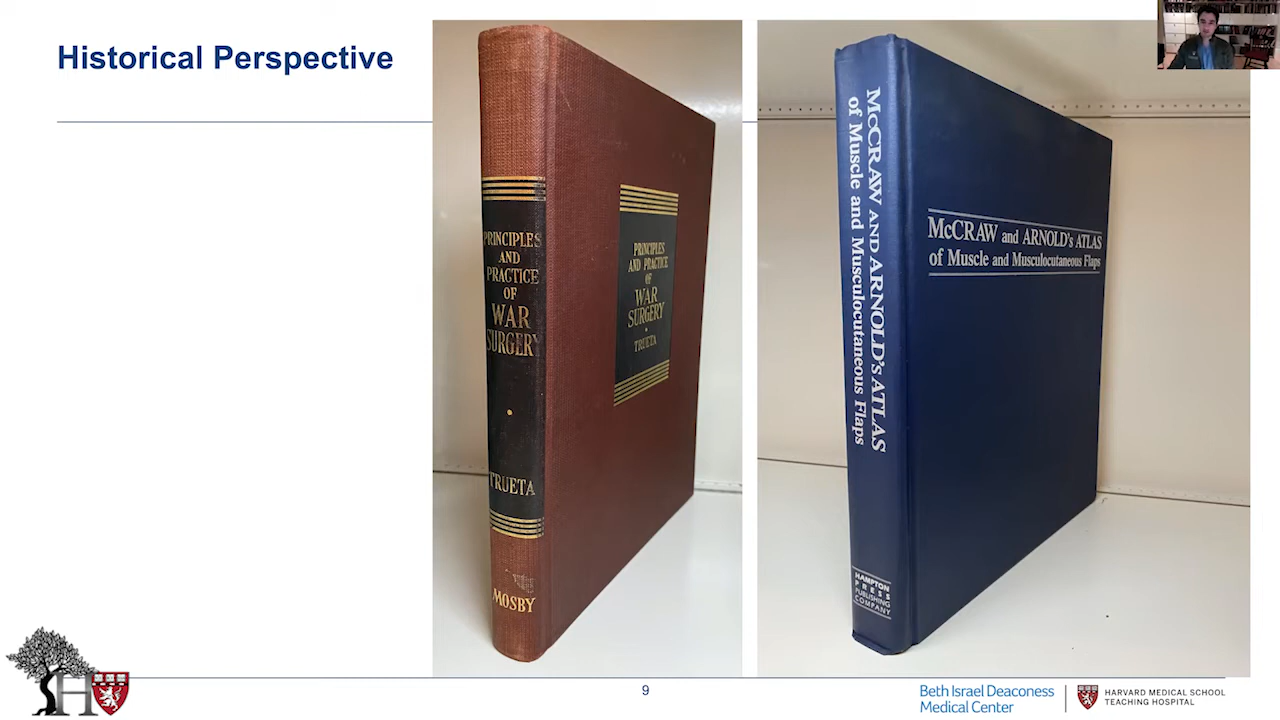 Historical Perspective
PRINCIPLES
AND
PRACTICE
OF
WAR
SURGERY
TRUETA
MOSBY
PRINCIPLES
AND PRACTICE
OF
WAR
SURGERY
TRUETA
McCRAW AND ARNOLD's ATLAS
of Muscle and Musculocutaneous Flaps
HAMPTON
PRESS
PUBLISHING
COMPANY
McCRAW and ARNOLD's ATLAS
of Muscle and Musculocutaneous Flaps
H
9
Beth Israel Deaconess
Medical Center
HARVARD MEDICAL SCHOOL
TEACHING HOSPITAL